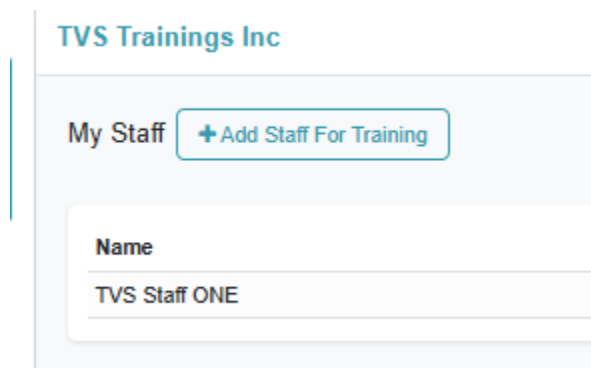 TVS Trainings Inc
My Staff +Add Staff For Training
Name
TVS Staff ONE